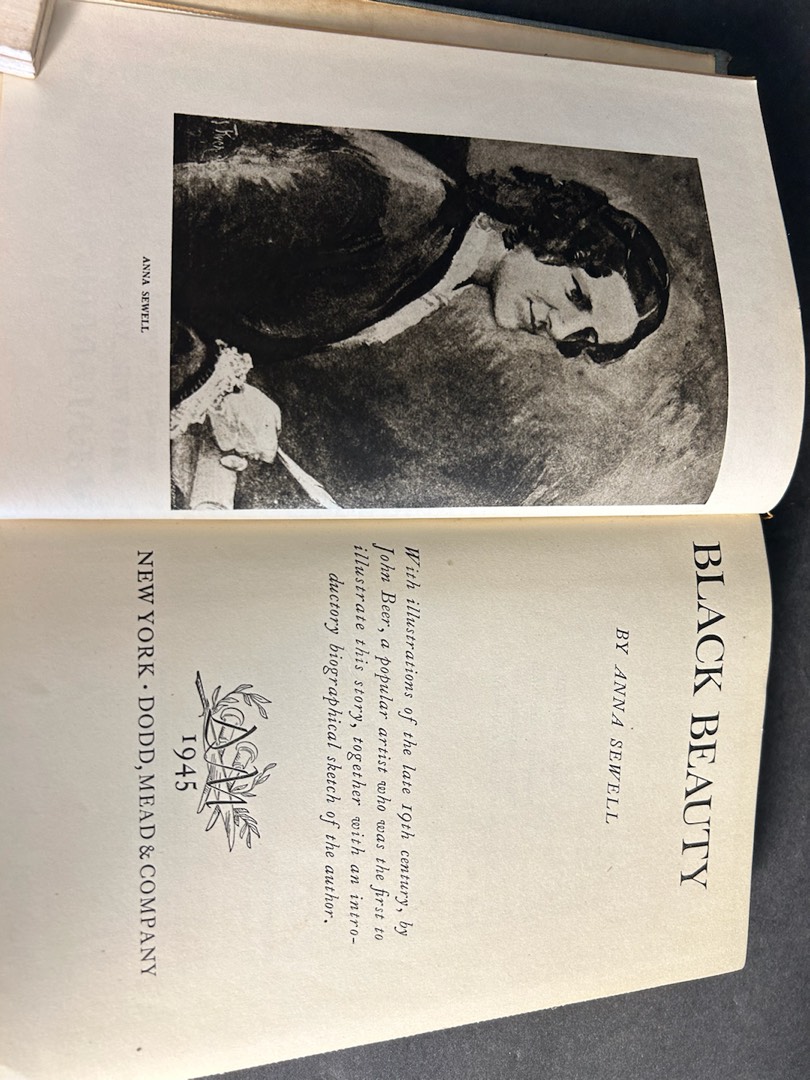 ANNA SEWELL
BLACK BEAUTY
BY ANNA SEWELL
With illustrations of the late 19th century, by
John Beer, a popular artist who was the first to
illustrate this story, together with an intro-
ductory biographical sketch of the author.
1945
NEW YORK · DODD, MEAD & COMPANY